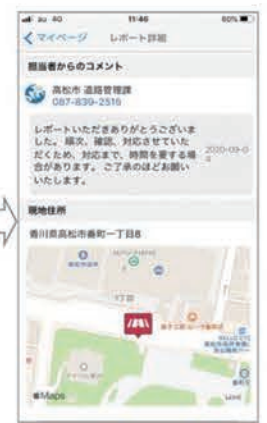 au 4G 11:46 60%
マイページ レポート詳細
担当者からのコメント
高松市 道路管理課
087-839-2516
レポートいただきありがとうございま
した。順次、確認、対応させていた
だくため、対応まで、時間を要する場
合があります。ご了承のほどお願い
いたします。
2020-09-0
現地住所
香川県高松市番町一丁目8
1丁目
Maps